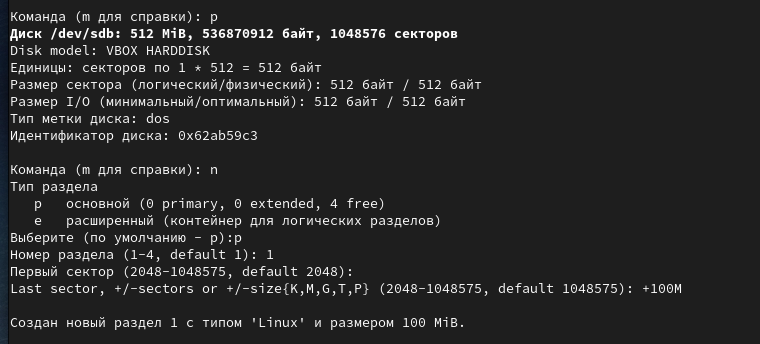 Команда (m для справки): p
Диск /dev/sdb: 512 MiB, 536870912 байт, 1048576 секторов
Disk model: VBOX HARDDISK
Единицы: секторов по 1 * 512 = 512 байт
Размер сектора (логический/физический): 512 байт / 512 байт
Размер I/O (минимальный/оптимальный): 512 байт / 512 байт
Тип метки диска: dos
Идентификатор диска: 0x62ab59c3
Команда (m для справки): n
Тип раздела
p основной (0 primary, 0 extended, 4 free)
e расширенный (контейнер для логических разделов)
Выберите (по умолчанию - p):p
Номер раздела (1-4, default 1): 1
Первый сектор (2048-1048575, default 2048):
Last sector, +/-sectors or +/-size{K,M,G,T,P} (2048-1048575, default 1048575): +100M
Создан новый раздел 1 с типом 'Linux' и размером 100 MiB.